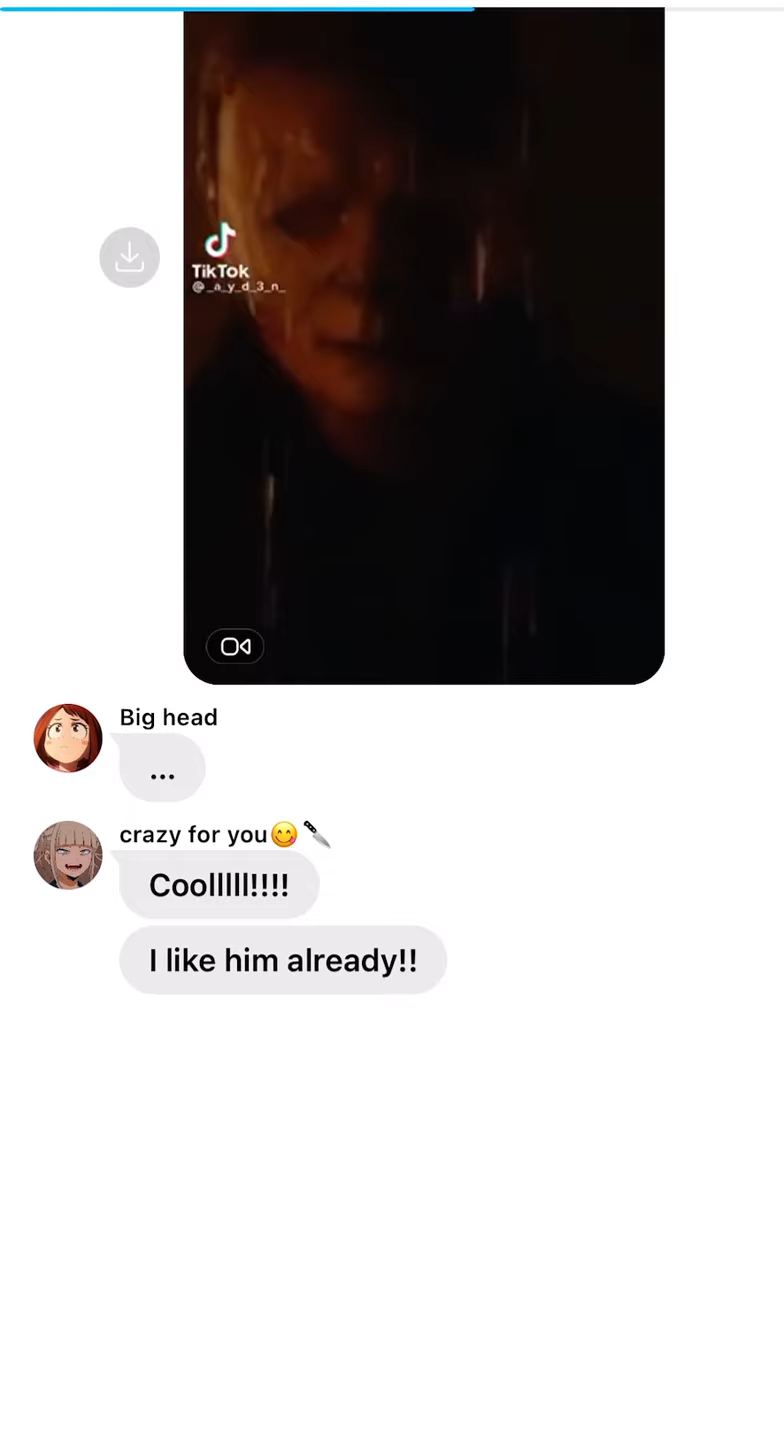 TikTok
@_a_y_d_3_n_
Big head
...
crazy for you😋🔪
Coolllll!!!!
I like him already!!